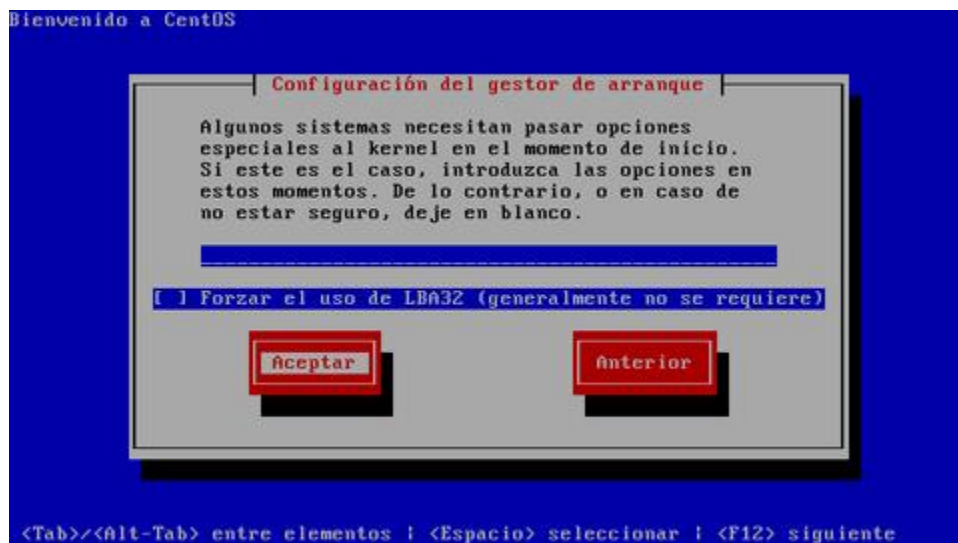 Bienvenido a CentOS
Configuración del gestor de arranque
Algunos sistemas necesitan pasar opciones
especiales al kernel en el momento de inicio.
Si este es el caso, introduzca las opciones en
estos momentos. De lo contrario, o en caso de
no estar seguro, deje en blanco.
[ ] Forzar el uso de LBA32 (generalmente no se requiere)
Aceptar Anterior
<Tab>/<Alt-Tab> entre elementos | <Espacio> seleccionar | <F12> siguiente